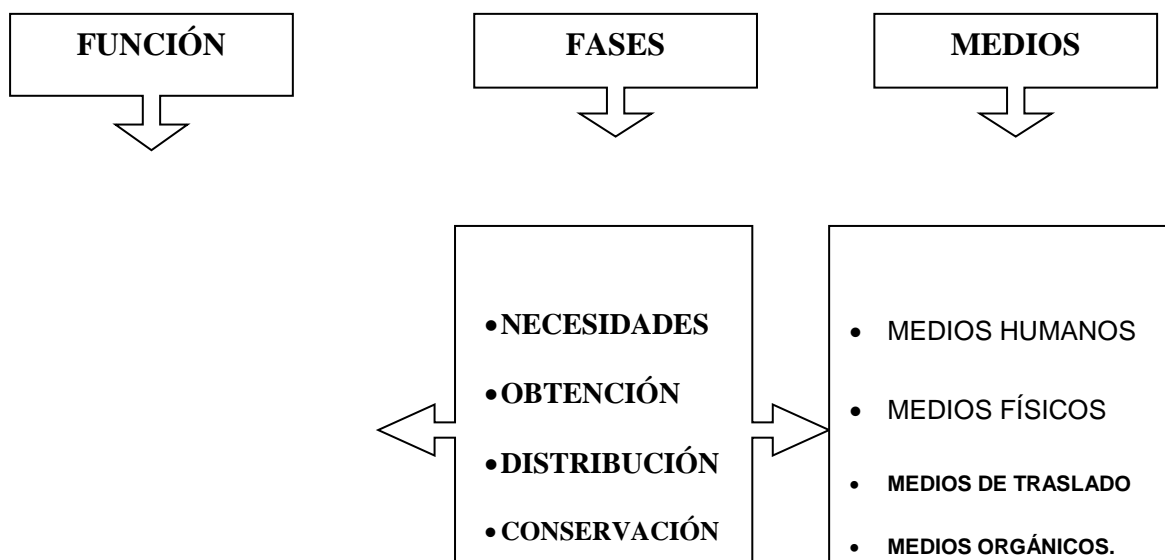 FUNCIÓN
FASES
MEDIOS
•NECESIDADES
•OBTENCIÓN
•DISTRIBUCIÓN
•CONSERVACIÓN
• MEDIOS HUMANOS
• MEDIOS FÍSICOS
• MEDIOS DE TRASLADO
• MEDIOS ORGÁNICOS.